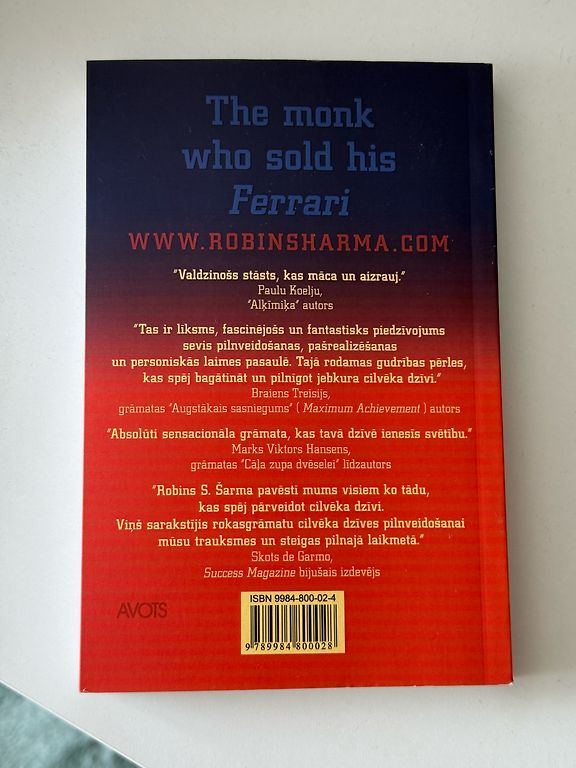 The monk
who sold his
Ferrari
WWW.ROBINSHARMA.COM
"Valdzinošs stāsts, kas māca un aizrauj."
Paulu Koelju,
"Alķīmiķa" autors
"Tas ir līksms, fascinējošs un fantastisks piedzīvojums
sevis pilnveidošanas, pašrealizēšanas
un personiskās laimes pasaulē. Tajā rodamas gudrības pērles,
kas spēj bagātināt un pilnīgot jebkura cilvēka dzīvi."
Braiens Treisijs,
grāmatas "Augstākais sasniegums" ( Maximum Achievement ) autors
"Absolūti sensacionāla grāmata, kas tavā dzīvē ienesīs svētību."
Marks Viktors Hansens,
grāmatas "Cāļa zupa dvēselei" līdzautors
"Robins S. Šarma pavēstī mums visiem ko tādu,
kas spēj pārveidot cilvēka dzīvi.
Viņš sarakstījis rokasgrāmatu cilvēka dzīves pilnveidošanai
mūsu trauksmes un steigas pilnajā laikmetā."
Skots de Garmo,
Success Magazine bijušais izdevējs
AVOTS
ISBN 9984-800-02-4
9 789984 800028